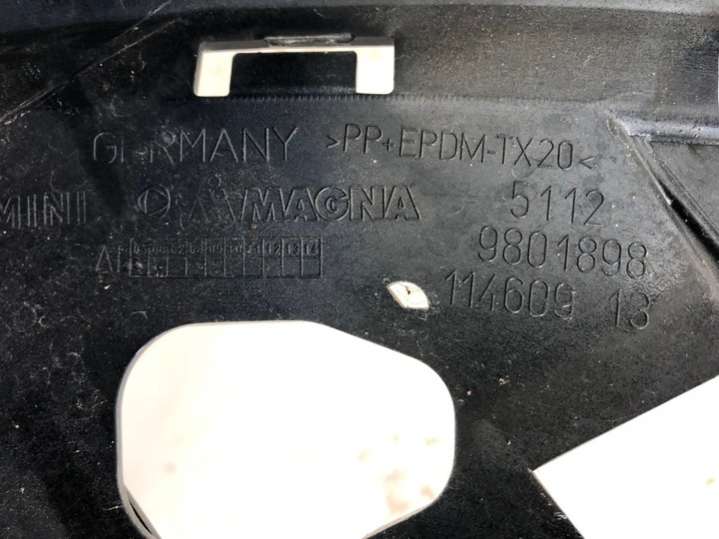 GERMANY >PP+EPDM-TX20<
MINI MAGNA 5112
9801898
114609 13